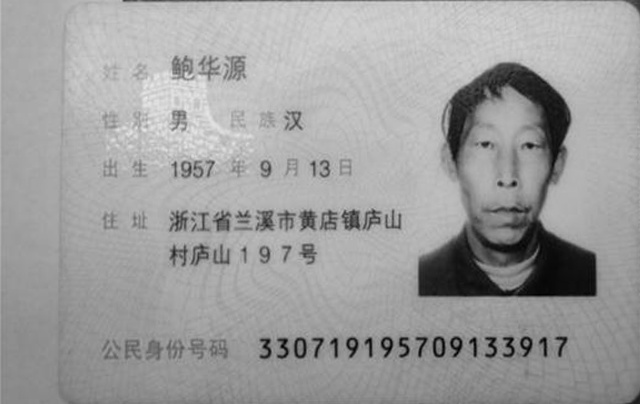 姓名 鲍华源
性别 男 民族 汉
出生 1957 年 9 月 13 日
住址 浙江省兰溪市黄店镇庐山
村庐山197号
公民身份号码 330719195709133917